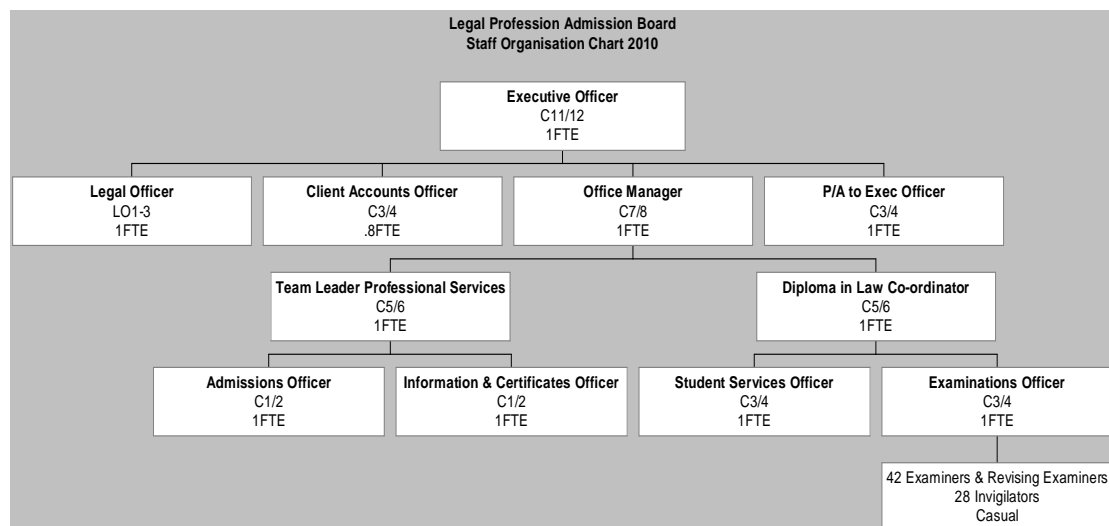 Legal Profession Admission Board
Staff Organisation Chart 2010
Executive Officer
C11/12
1FTE
Legal Officer
LO1-3
1FTE
Client Accounts Officer
C3/4
.8FTE
Office Manager
C7/8
1FTE
P/A to Exec Officer
C3/4
1FTE
Team Leader Professional Services
C5/6
1FTE
Diploma in Law Co-ordinator
C5/6
1FTE
Admissions Officer
C1/2
1FTE
Information & Certificates Officer
C1/2
1FTE
Student Services Officer
C3/4
1FTE
Examinations Officer
C3/4
1FTE
42 Examiners & Revising Examiners
28 Invigilators
Casual